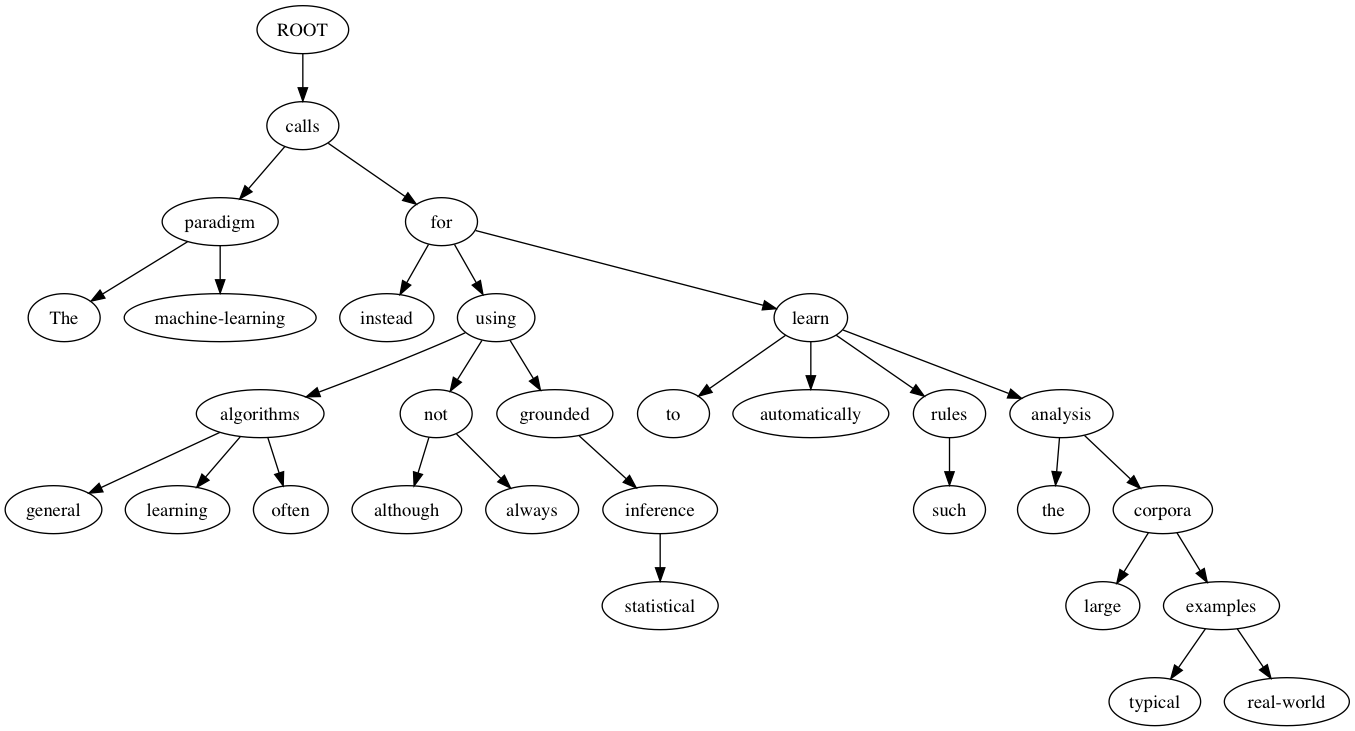 ROOT
calls
paradigm for
The machine-learning instead using learn
algorithms not grounded to automatically rules analysis
general learning often although always inference such the corpora
statistical large examples
typical real-world